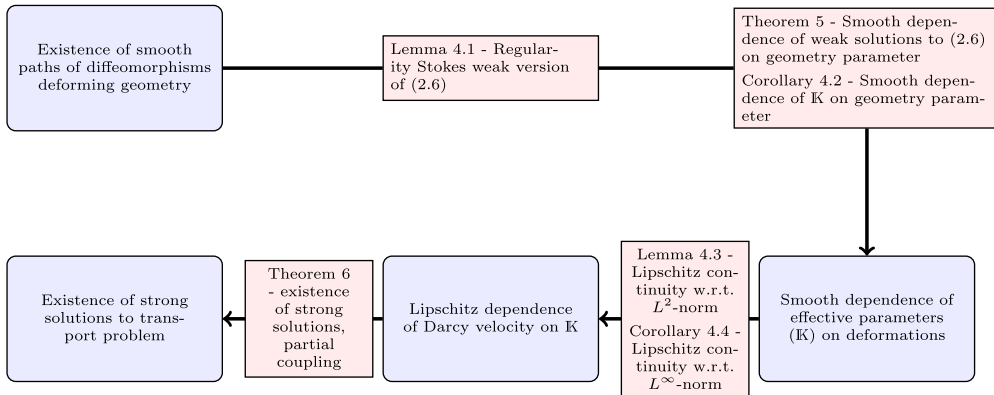 Existence of smooth
paths of diffeomorphisms
deforming geometry
Lemma 4.1 - Regular-
ity Stokes weak version
of (2.6)
Theorem 5 - Smooth depen-
dence of weak solutions to (2.6)
on geometry parameter
Corollary 4.2 - Smooth depen-
dence of 𝕂 on geometry param-
eter
Smooth dependence of
effective parameters
(𝕂) on deformations
Lemma 4.3 -
Lipschitz con-
tinuity w.r.t.
L²-norm
Corollary 4.4 -
Lipschitz con-
tinuity w.r.t.
L∞-norm
Lipschitz dependence
of Darcy velocity on 𝕂
Theorem 6
- existence
of strong
solutions,
partial
coupling
Existence of strong
solutions to trans-
port problem